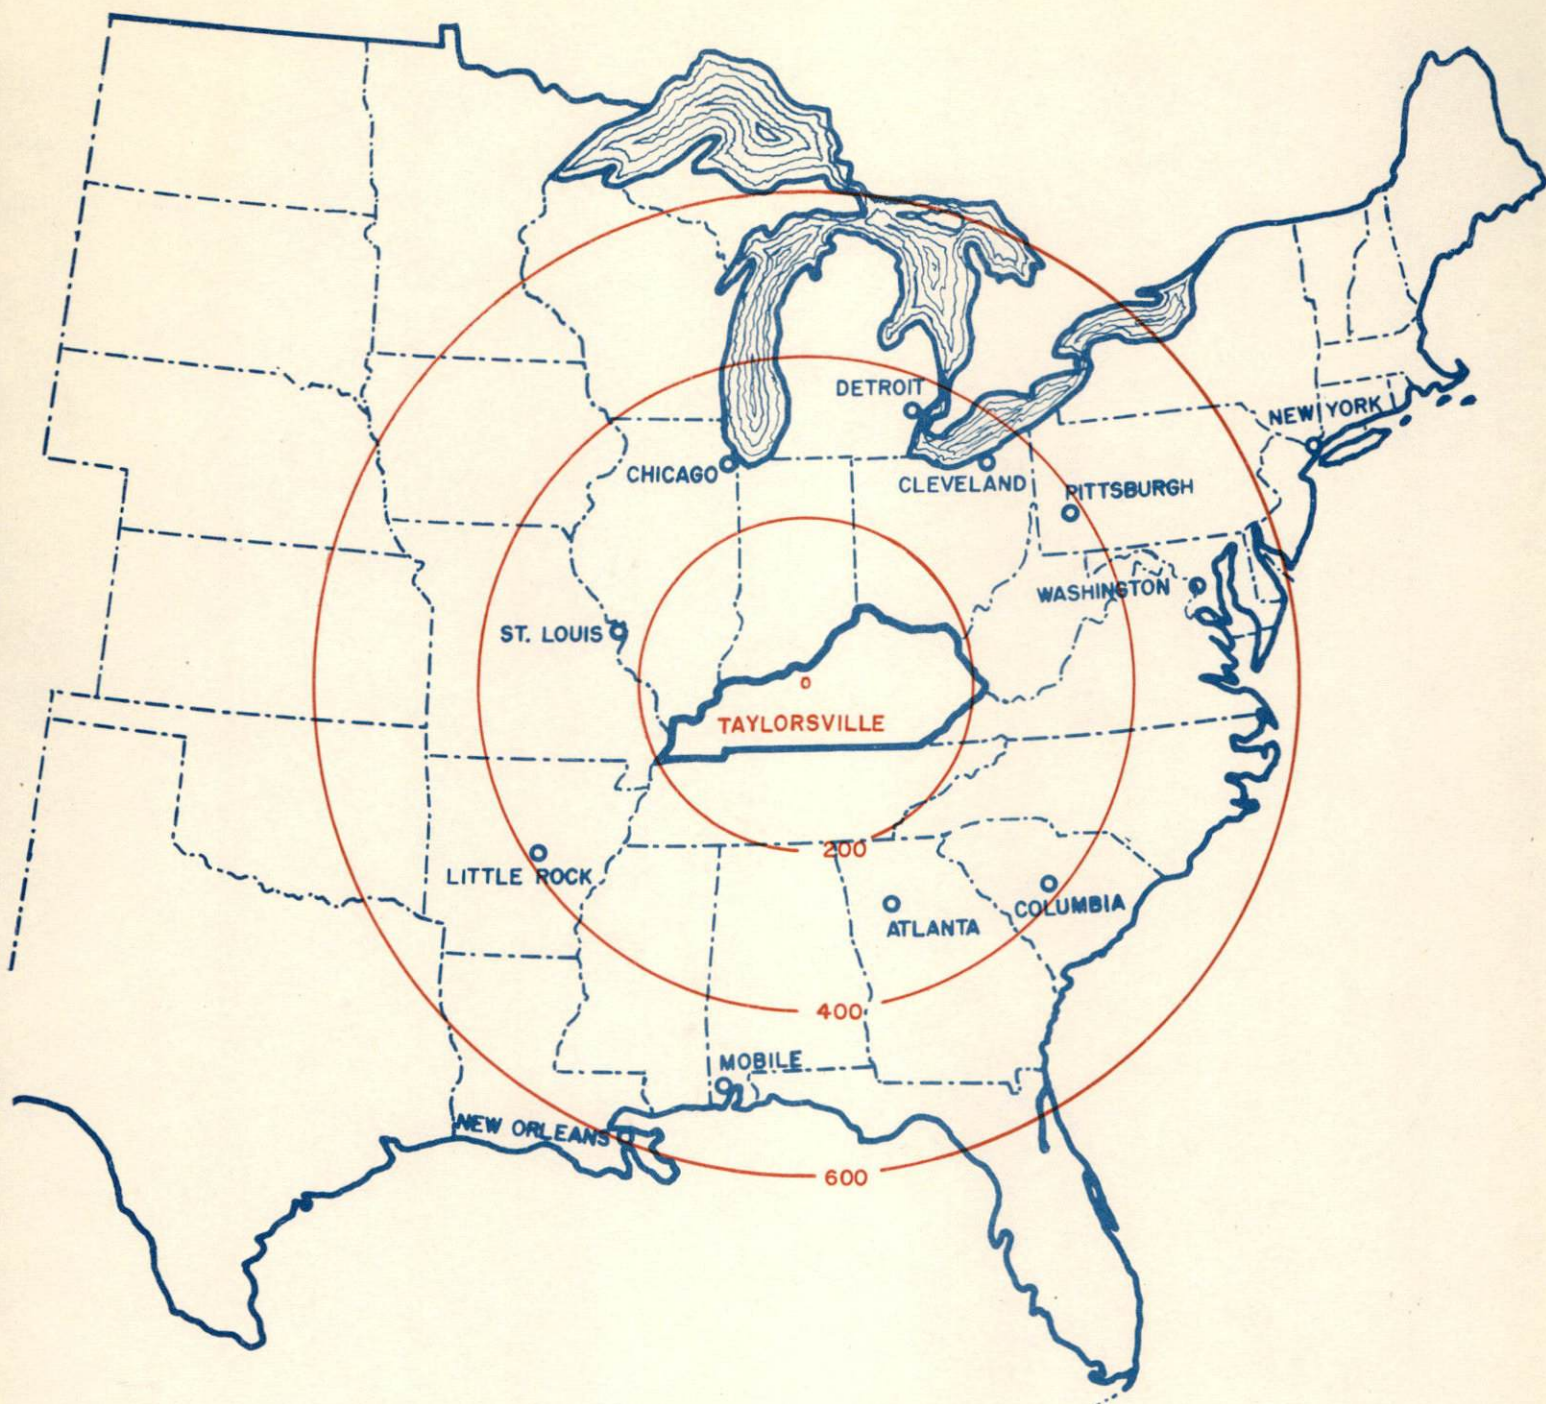 DETROIT
NEW YORK
CHICAGO
CLEVELAND
PITTSBURGH
WASHINGTON
ST. LOUIS
TAYLORSVILLE
200
LITTLE ROCK
COLUMBIA
ATLANTA
400
MOBILE
NEW ORLEANS
600